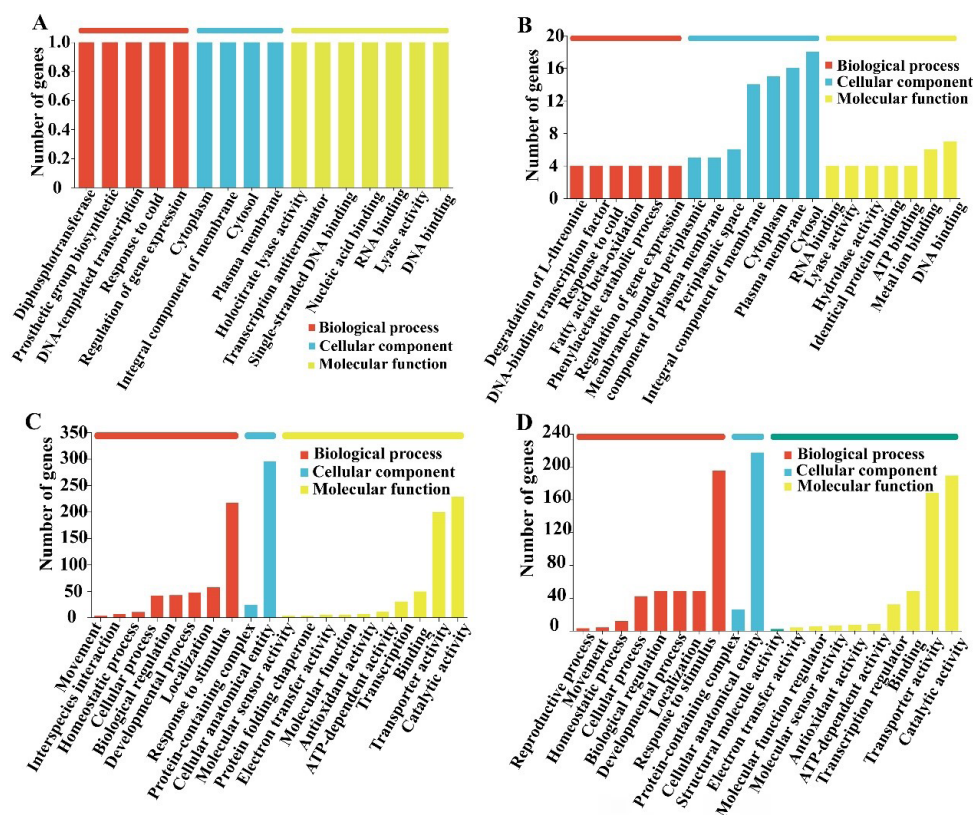 A
Number of genes
1.0
0.8
0.6
0.4
0.2
0
Diphosphotransferase
Prosthetic group biosynthetic
DNA-templated transcription
Response to cold
Regulation of gene expression
Cytoplasm
Integral component of membrane
Cytosol
Plasma membrane
Holocitrate lyase activity
Transcription antiterminator
Single-stranded DNA binding
Nucleic acid binding
RNA binding
Lyase activity
DNA binding
Biological process
Cellular component
Molecular function
B
Number of genes
20
16
12
8
4
0
Biological process
Cellular component
Molecular function
Degradation of L-threonine
DNA-binding transcription factor
Response to cold
Fatty acid beta-oxidation
Phenylacetate catabolic process
Regulation of gene expression
Membrane-bounded periplasmic
component of plasma membrane
Periplasmic space
Integral component of membrane
Cytoplasm
Plasma membrane
Cytosol
RNA binding
Lyase activity
Hydrolase activity
Identical protein binding
ATP binding
Metal ion binding
DNA binding
C
Number of genes
350
300
250
200
150
100
50
0
Biological process
Cellular component
Molecular function
Movement
Interspecies interaction
Homeostatic process
Cellular process
Biological regulation
Developmental process
Localization
Response to stimulus
Protein-containing complex
Cellular anatomical entity
Molecular sensor activity
Protein folding chaperone
Electron transfer activity
Molecular function
Antioxidant activity
ATP-dependent activity
Transcription
Binding
Transporter activity
Catalytic activity
D
Number of genes
240
200
160
120
80
40
0
Biological process
Cellular component
Molecular function
Reproductive process
Movement
Homeostatic process
Cellular process
Biological regulation
Developmental process
Localization
Response to stimulus
Protein-containing complex
Cellular anatomical entity
Structural molecule activity
Electron transfer activity
Molecular function regulator
Molecular sensor activity
Antioxidant activity
ATP-dependent activity
Transcription regulator
Binding
Transporter activity
Catalytic activity